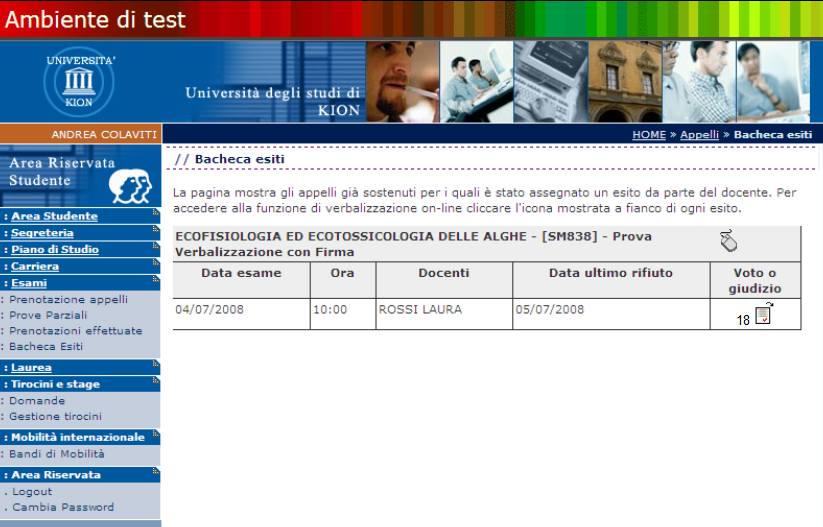 Ambiente di test
UNIVERSITA'
KION
Università degli studi di
KION
ANDREA COLAVITI
HOME » Appelli » Bacheca esiti
Area Riservata
Studente
: Area Studente
: Segreteria
: Piano di Studio
: Carriera
: Esami
: Prenotazione appelli
: Prove Parziali
: Prenotazioni effettuate
: Bacheca Esiti
: Laurea
: Tirocini e stage
: Domande
: Gestione tirocini
: Mobilità internazionale
: Bandi di Mobilità
: Area Riservata
. Logout
. Cambia Password
// Bacheca esiti
La pagina mostra gli appelli già sostenuti per i quali è stato assegnato un esito da parte del docente. Per
accedere alla funzione di verbalizzazione on-line cliccare l'icona mostrata a fianco di ogni esito.
ECOFISIOLOGIA ED ECOTOSSICOLOGIA DELLE ALGHE - [SM838] - Prova
Verbalizzazione con Firma
Data esame Ora Docenti Data ultimo rifiuto Voto o
giudizio
04/07/2008 10:00 ROSSI LAURA 05/07/2008 18